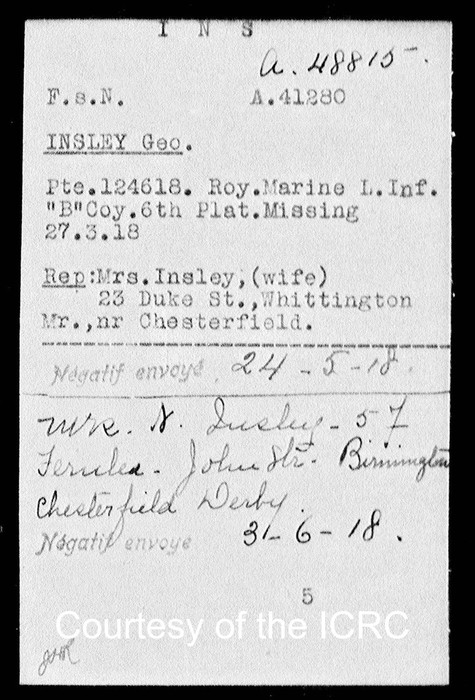 I N S
A. 48815.
F.s.N. A.41280
INSLEY Geo.
Pte.124618. Roy.Marine L.Inf.
"B"Coy.6th Plat.Missing
27.3.18
Rep:Mrs.Insley,(wife)
23 Duke St.,Whittington
Mr.,nr Chesterfield.
Négatif envoyé. 24-5-18.
Mrs. N. Insley - 57
John Str. Birmington
Chesterfield Derby.
Négatif envoyé 31-6-18.
5
Courtesy of the ICRC